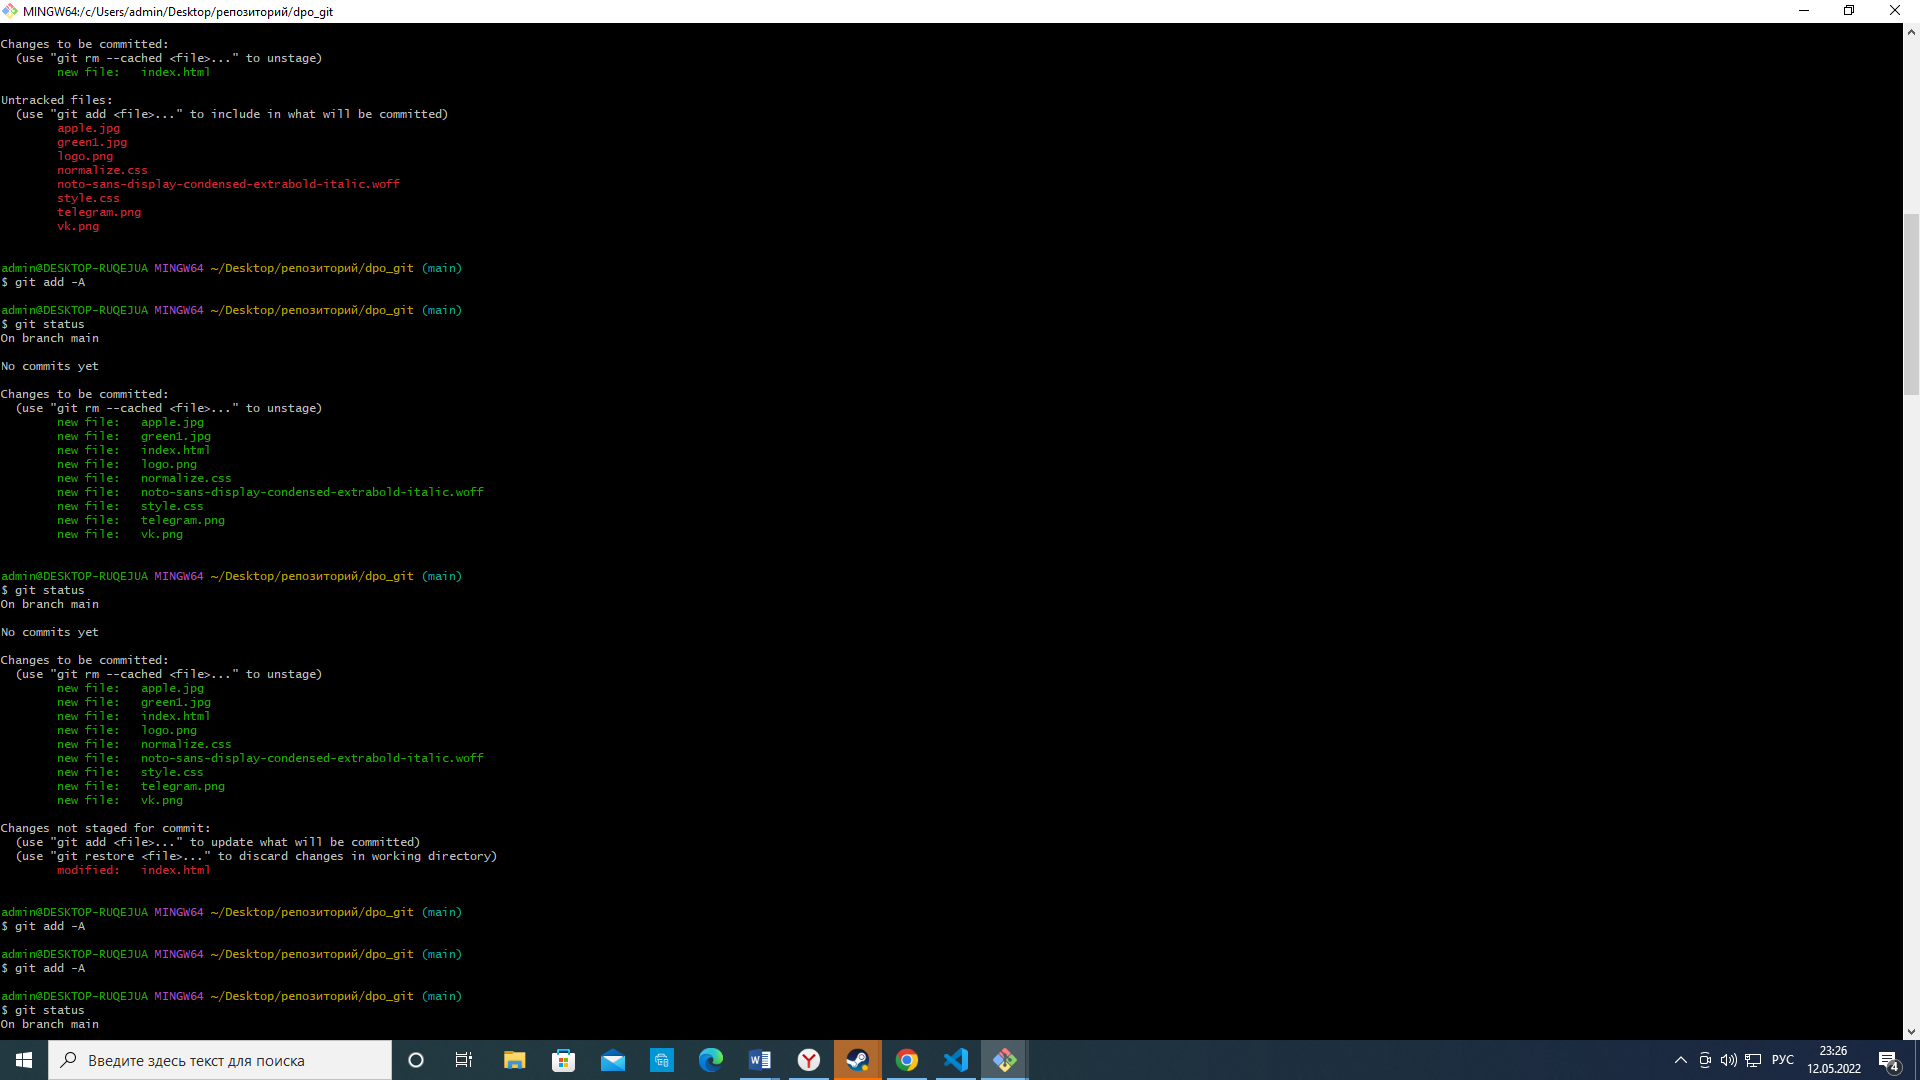 MINGW64:/c/Users/admin/Desktop/репозиторий/dpo_git
Changes to be committed:
  (use "git rm --cached <file>..." to unstage)
        new file:   index.html
Untracked files:
  (use "git add <file>..." to include in what will be committed)
        apple.jpg
        green1.jpg
        logo.png
        normalize.css
        noto-sans-display-condensed-extrabold-italic.woff
        style.css
        telegram.png
        vk.png
admin@DESKTOP-RUQEJUA MINGW64 ~/Desktop/репозиторий/dpo_git (main)
$ git add -A
admin@DESKTOP-RUQEJUA MINGW64 ~/Desktop/репозиторий/dpo_git (main)
$ git status
On branch main
No commits yet
Changes to be committed:
  (use "git rm --cached <file>..." to unstage)
        new file:   apple.jpg
        new file:   green1.jpg
        new file:   index.html
        new file:   logo.png
        new file:   normalize.css
        new file:   noto-sans-display-condensed-extrabold-italic.woff
        new file:   style.css
        new file:   telegram.png
        new file:   vk.png
admin@DESKTOP-RUQEJUA MINGW64 ~/Desktop/репозиторий/dpo_git (main)
$ git status
On branch main
No commits yet
Changes to be committed:
  (use "git rm --cached <file>..." to unstage)
        new file:   apple.jpg
        new file:   green1.jpg
        new file:   index.html
        new file:   logo.png
        new file:   normalize.css
        new file:   noto-sans-display-condensed-extrabold-italic.woff
        new file:   style.css
        new file:   telegram.png
        new file:   vk.png
Changes not staged for commit:
  (use "git add <file>..." to update what will be committed)
  (use "git restore <file>..." to discard changes in working directory)
        modified:   index.html
admin@DESKTOP-RUQEJUA MINGW64 ~/Desktop/репозиторий/dpo_git (main)
$ git add -A
admin@DESKTOP-RUQEJUA MINGW64 ~/Desktop/репозиторий/dpo_git (main)
$ git add -A
admin@DESKTOP-RUQEJUA MINGW64 ~/Desktop/репозиторий/dpo_git (main)
$ git status
On branch main
Введите здесь текст для поиска
РУС
23:26
12.05.2022
4